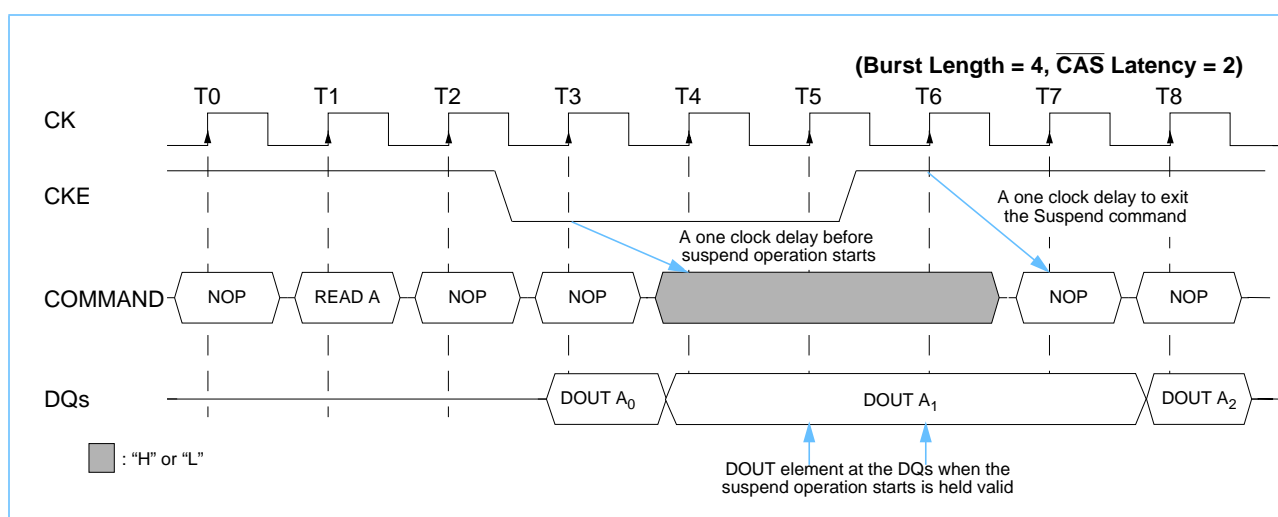 (Burst Length = 4, CAS Latency = 2)
T0 T1 T2 T3 T4 T5 T6 T7 T8
CK
CKE
A one clock delay to exit
the Suspend command
A one clock delay before
suspend operation starts
COMMAND NOP READ A NOP NOP NOP NOP
DQs DOUT A0 DOUT A1 DOUT A2
: “H” or “L”
DOUT element at the DQs when the
suspend operation starts is held valid